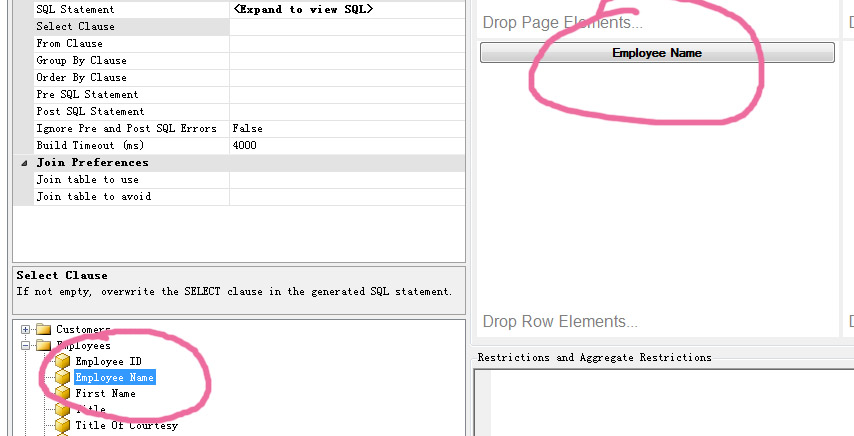 SQL Statement <Expand to view SQL>
Select Clause
From Clause
Group By Clause
Order By Clause
Pre SQL Statement
Post SQL Statement
Ignore Pre and Post SQL Errors False
Build Timeout (ms) 4000
Join Preferences
Join table to use
Join table to avoid
Select Clause
If not empty, overwrite the SELECT clause in the generated SQL statement.
Customers
Employees
Employee ID
Employee Name
First Name
Title
Title Of Courtesy
Drop Page Elements...
Employee Name
Drop Row Elements...
Restrictions and Aggregate Restrictions